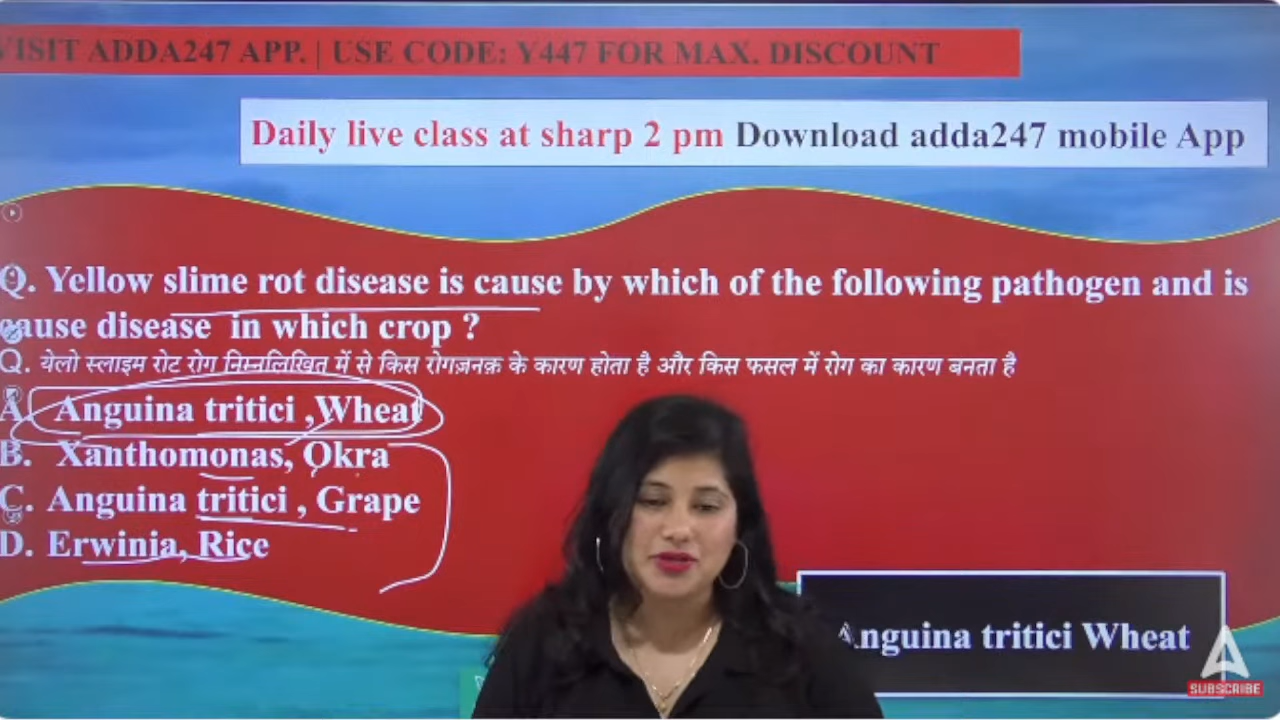 VISIT ADDA247 APP. | USE CODE: Y447 FOR MAX. DISCOUNT
Daily live class at sharp 2 pm Download adda247 mobile App
Q. Yellow slime rot disease is cause by which of the following pathogen and is
cause disease in which crop ?
Q. येलो स्लाइम रोट रोग निम्नलिखित में से किस रोगज़नक़ के कारण होता है और किस फसल में रोग का कारण बनता है
A. Anguina tritici ,Wheat
B. Xanthomonas, Okra
C. Anguina tritici , Grape
D. Erwinia, Rice
Anguina tritici Wheat
SUBSCRIBE